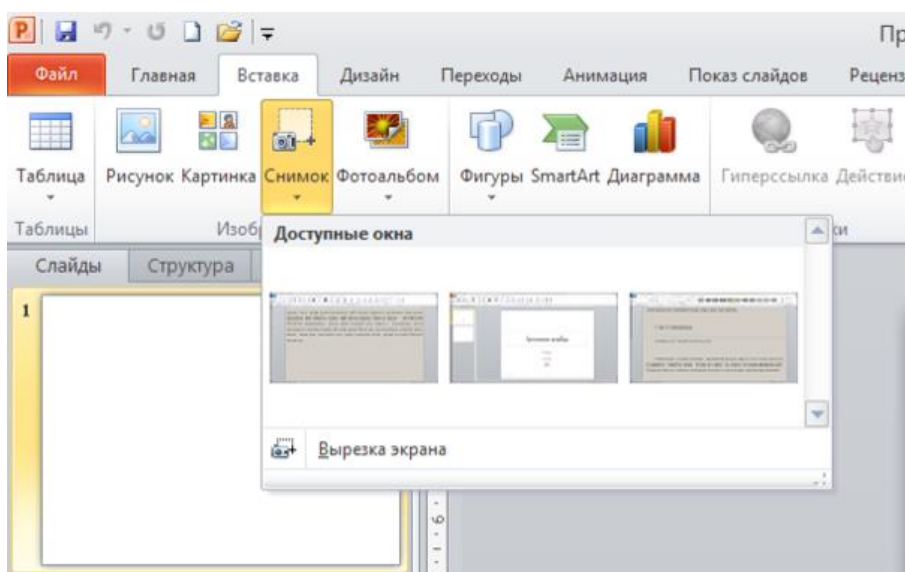 Пр
Файл Главная Вставка Дизайн Переходы Анимация Показ слайдов Реценз
Таблица Рисунок Картинка Снимок Фотоальбом Фигуры SmartArt Диаграмма Гиперссылка Действи
Таблицы Изоб ки
Доступные окна
Слайды Структура
1
Вырезка экрана